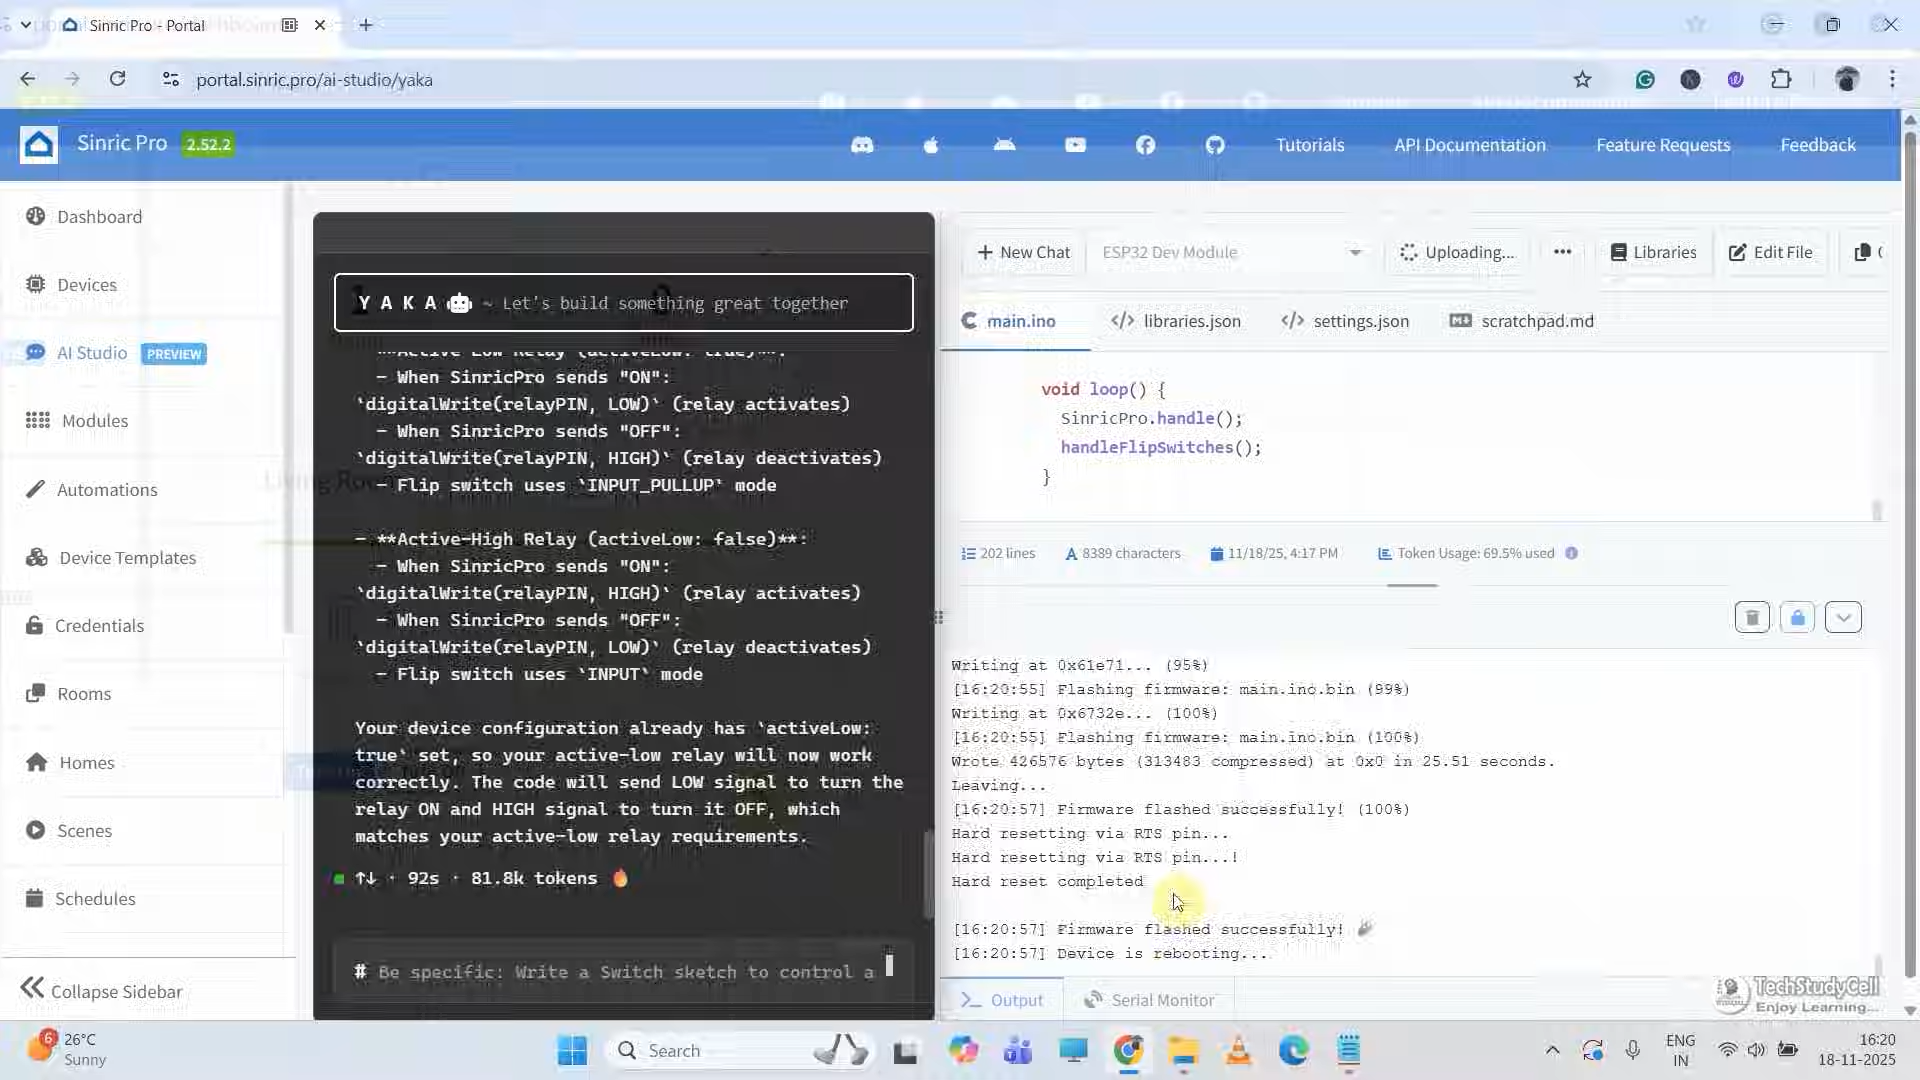 Sinric Pro - Portal
portal.sinric.pro/ai-studio/yaka
Sinric Pro 2.52.2
Tutorials
API Documentation
Feature Requests
Feedback
Dashboard
Devices
AI Studio PREVIEW
Modules
Automations
Device Templates
Credentials
Rooms
Homes
Scenes
Schedules
Collapse Sidebar
Y A K A ~ Let's build something great together
**Active-Low Relay (activeLow: true)**:
- When SinricPro sends "ON":
`digitalWrite(relayPIN, LOW)` (relay activates)
- When SinricPro sends "OFF":
`digitalWrite(relayPIN, HIGH)` (relay deactivates)
- Flip switch uses `INPUT_PULLUP` mode
- **Active-High Relay (activeLow: false)**:
- When SinricPro sends "ON":
`digitalWrite(relayPIN, HIGH)` (relay activates)
- When SinricPro sends "OFF":
`digitalWrite(relayPIN, LOW)` (relay deactivates)
- Flip switch uses `INPUT` mode
Your device configuration already has `activeLow:
true` set, so your active-low relay will now work
correctly. The code will send LOW signal to turn the
relay ON and HIGH signal to turn it OFF, which
matches your active-low relay requirements.
↑↓ · 92s · 81.8k tokens 🔥
# Be specific: Write a Switch sketch to control a
+ New Chat
ESP32 Dev Module
Uploading...
Libraries
Edit File
main.ino
libraries.json
settings.json
scratchpad.md
void loop() {
SinricPro.handle();
handleFlipSwitches();
}
202 lines
8389 characters
11/18/25, 4:17 PM
Token Usage: 69.5% used
Writing at 0x61e71... (95%)
[16:20:55] Flashing firmware: main.ino.bin (99%)
Writing at 0x6732e... (100%)
[16:20:55] Flashing firmware: main.ino.bin (100%)
Wrote 426576 bytes (313483 compressed) at 0x0 in 25.51 seconds.
Leaving...
[16:20:57] Firmware flashed successfully! (100%)
Hard resetting via RTS pin...
Hard resetting via RTS pin...!
Hard reset completed
[16:20:57] Firmware flashed successfully!
[16:20:57] Device is rebooting...
Output
Serial Monitor
TechStudyCell
Enjoy Learning...
6
26°C
Sunny
Search
ENG
IN
16:20
18-11-2025